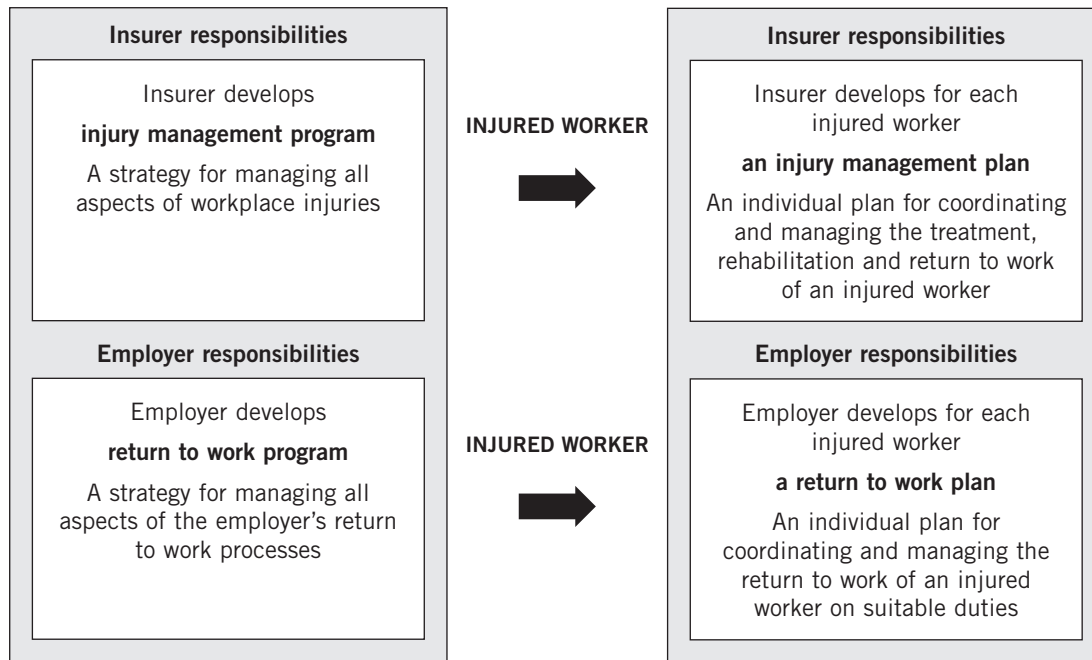 Insurer responsibilities
Insurer develops
injury management program
A strategy for managing all
aspects of workplace injuries
Employer responsibilities
Employer develops
return to work program
A strategy for managing all
aspects of the employer’s return
to work processes
INJURED WORKER
INJURED WORKER
Insurer responsibilities
Insurer develops for each
injured worker
an injury management plan
An individual plan for coordinating
and managing the treatment,
rehabilitation and return to work
of an injured worker
Employer responsibilities
Employer develops for each
injured worker
a return to work plan
An individual plan for
coordinating and managing the
return to work of an injured
worker on suitable duties